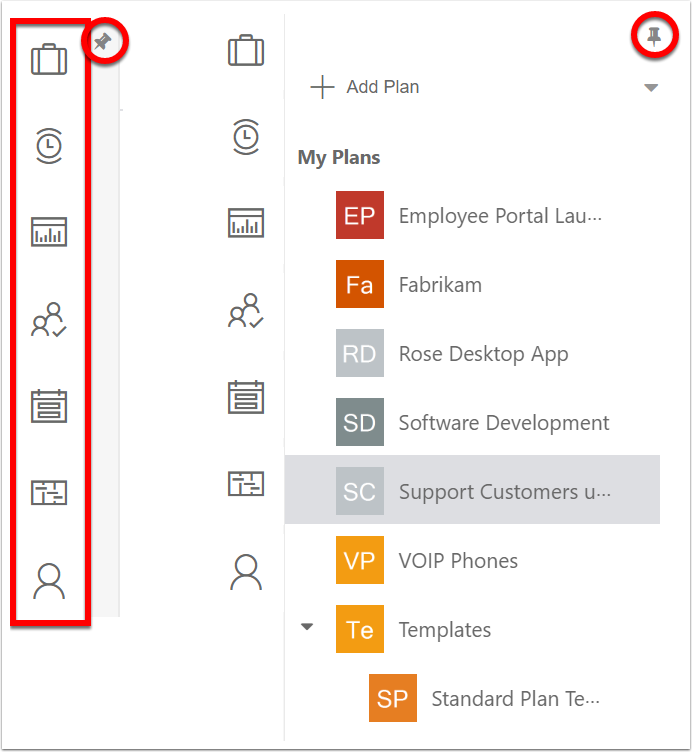 Add Plan
My Plans
EP Employee Portal Lau...
Fa Fabrikam
RD Rose Desktop App
SD Software Development
SC Support Customers u...
VP VOIP Phones
Te Templates
SP Standard Plan Te...